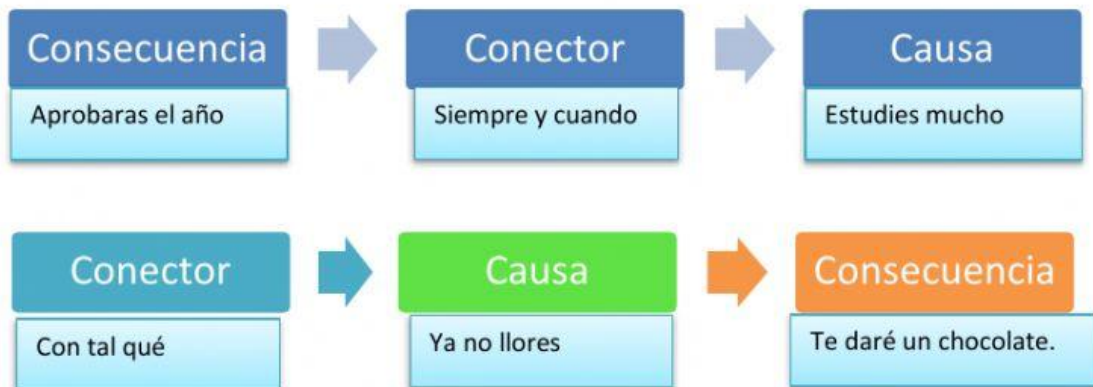 Consecuencia
Conector
Causa
Aprobaras el año
Siempre y cuando
Estudies mucho
Conector
Causa
Consecuencia
Con tal qué
Ya no llores
Te daré un chocolate.